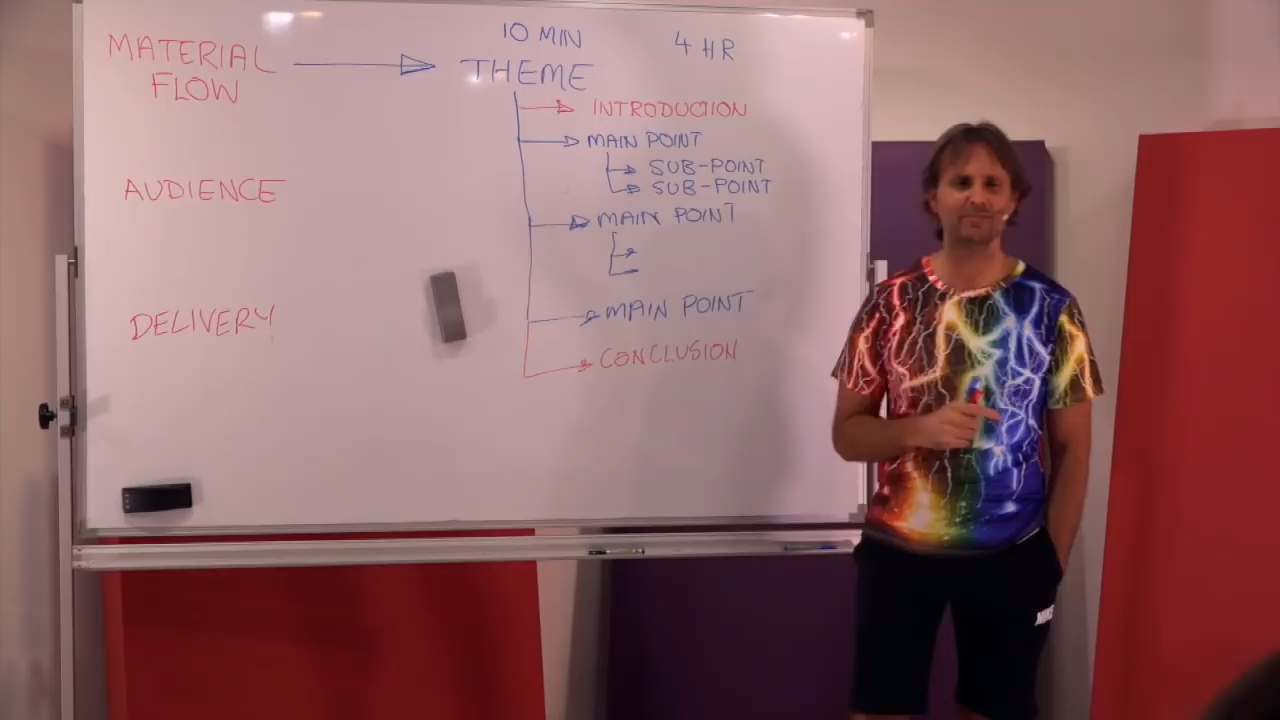 MATERIAL
FLOW
AUDIENCE
DELIVERY
10 MIN
4 HR
THEME
INTRODUCTION
MAIN POINT
SUB-POINT
SUB-POINT
MAIN POINT
MAIN POINT
CONCLUSION
NIKE